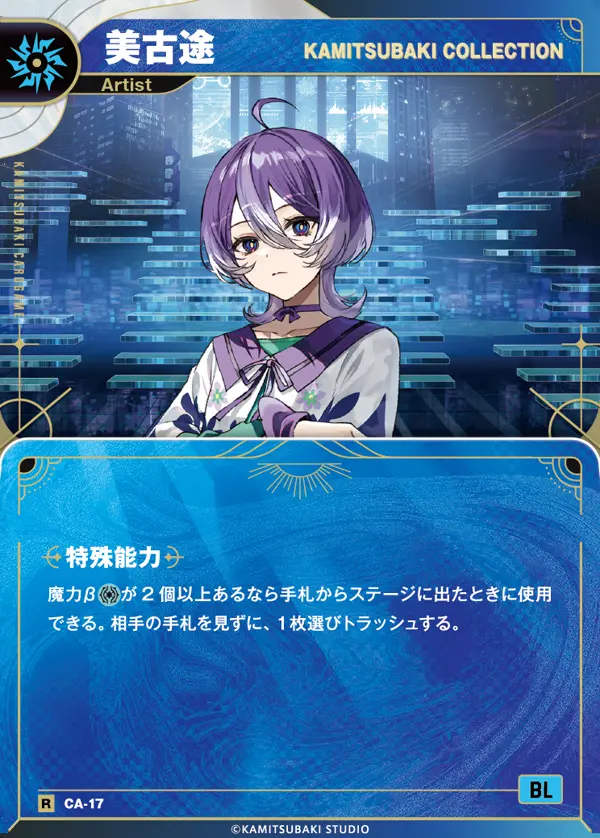 美古途
KAMITSUBAKI COLLECTION
Artist
KAMITSUBAKI CARD GAME
特殊能力
魔力βが2個以上あるなら手札からステージに出たときに使用
できる。相手の手札を見ずに、1枚選びトラッシュする。
R CA-17
BL
©KAMITSUBAKI STUDIO